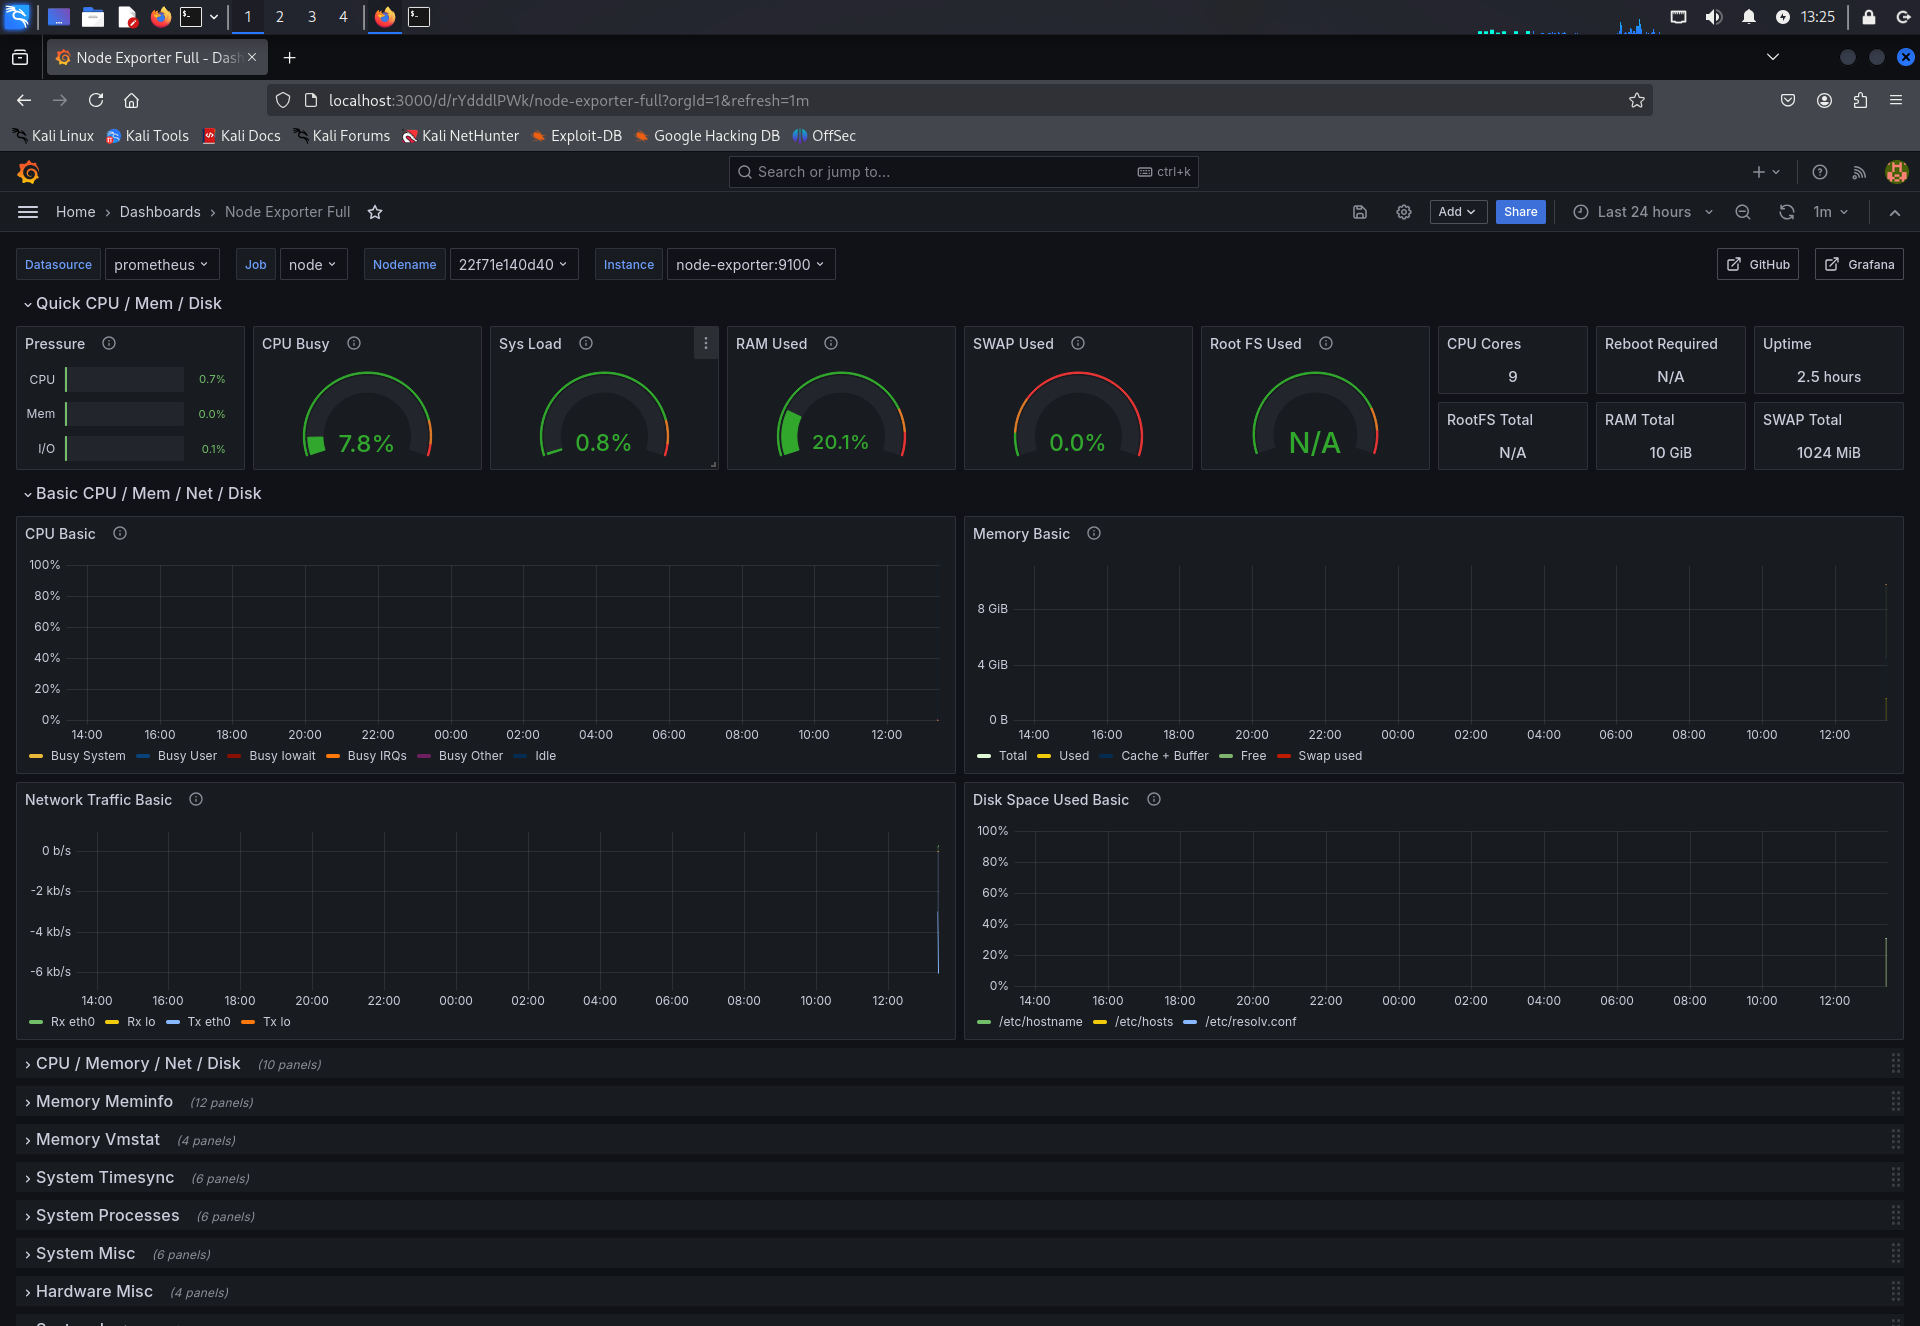 1 2 3 4 13:25
Node Exporter Full - Dash
localhost:3000/d/rYdddlPWk/node-exporter-full?orgId=1&refresh=1m
Kali Linux Kali Tools Kali Docs Kali Forums Kali NetHunter Exploit-DB Google Hacking DB OffSec
Search or jump to... ctrl+k
Home › Dashboards › Node Exporter Full Add Share Last 24 hours 1m
Datasource prometheus Job node Nodename 22f71e140d40 Instance node-exporter:9100 GitHub Grafana
Quick CPU / Mem / Disk
Pressure
CPU 0.7%
Mem 0.0%
I/O 0.1%
CPU Busy
7.8%
Sys Load
0.8%
RAM Used
20.1%
SWAP Used
0.0%
Root FS Used
N/A
CPU Cores
9
Reboot Required
N/A
Uptime
2.5 hours
RootFS Total
N/A
RAM Total
10 GiB
SWAP Total
1024 MiB
Basic CPU / Mem / Net / Disk
CPU Basic
100%
80%
60%
40%
20%
0%
14:00 16:00 18:00 20:00 22:00 00:00 02:00 04:00 06:00 08:00 10:00 12:00
Busy System Busy User Busy Iowait Busy IRQs Busy Other Idle
Memory Basic
8 GiB
4 GiB
0 B
14:00 16:00 18:00 20:00 22:00 00:00 02:00 04:00 06:00 08:00 10:00 12:00
Total Used Cache + Buffer Free Swap used
Network Traffic Basic
0 b/s
-2 kb/s
-4 kb/s
-6 kb/s
14:00 16:00 18:00 20:00 22:00 00:00 02:00 04:00 06:00 08:00 10:00 12:00
Rx eth0 Rx lo Tx eth0 Tx lo
Disk Space Used Basic
100%
80%
60%
40%
20%
0%
14:00 16:00 18:00 20:00 22:00 00:00 02:00 04:00 06:00 08:00 10:00 12:00
/etc/hostname /etc/hosts /etc/resolv.conf
CPU / Memory / Net / Disk (10 panels)
Memory Meminfo (12 panels)
Memory Vmstat (4 panels)
System Timesync (6 panels)
System Processes (6 panels)
System Misc (6 panels)
Hardware Misc (4 panels)